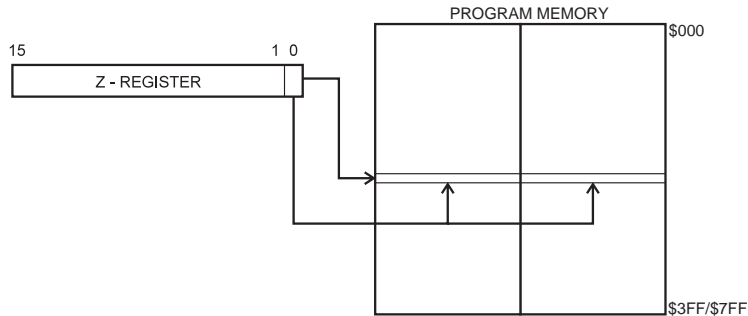 PROGRAM MEMORY
$000
15 1 0
Z - REGISTER
$3FF/$7FF